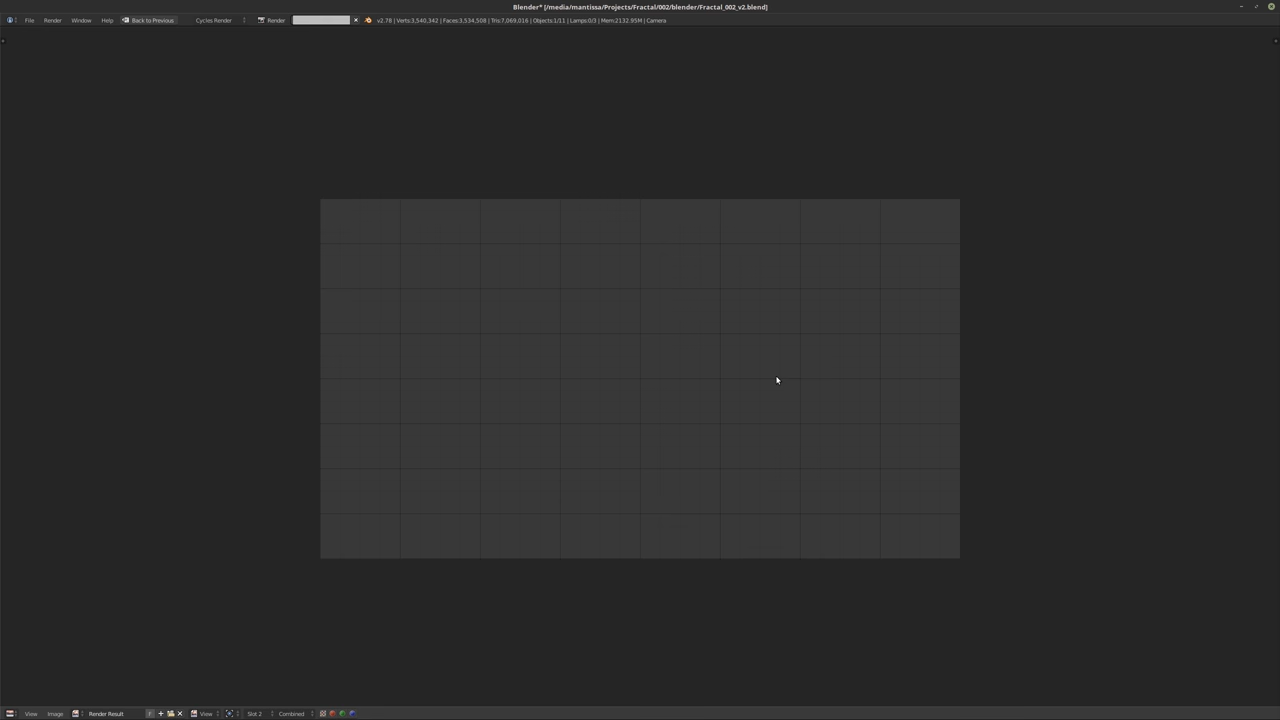 Blender* [/media/mantissa/Projects/Fractal/002/blender/Fractal_002_v2.blend]
File Render Window Help Back to Previous Cycles Render Render v2.78 | Verts:3,540,342 | Faces:3,534,508 | Tris:7,069,016 | Objects:1/11 | Lamps:0/3 | Mem:2132.95M | Camera
View Image Render Result F View Slot 2 Combined